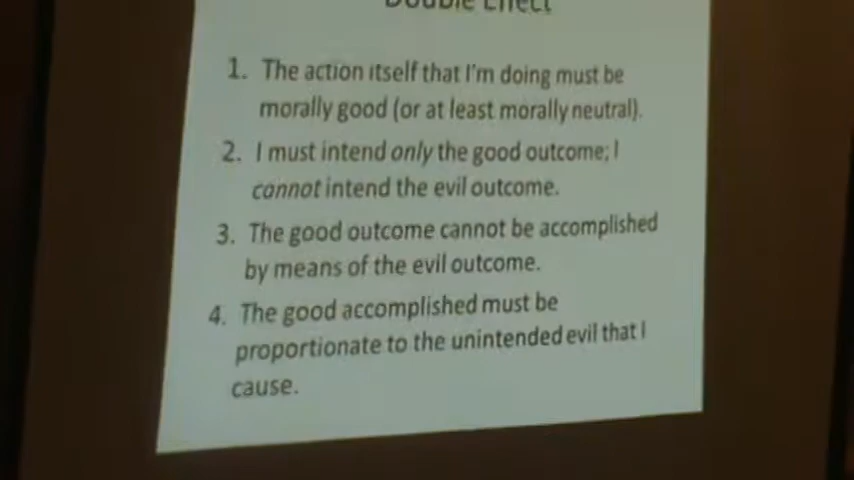 Double Effect
1. The action itself that I'm doing must be
morally good (or at least morally neutral).
2. I must intend only the good outcome; I
cannot intend the evil outcome.
3. The good outcome cannot be accomplished
by means of the evil outcome.
4. The good accomplished must be
proportionate to the unintended evil that I
cause.